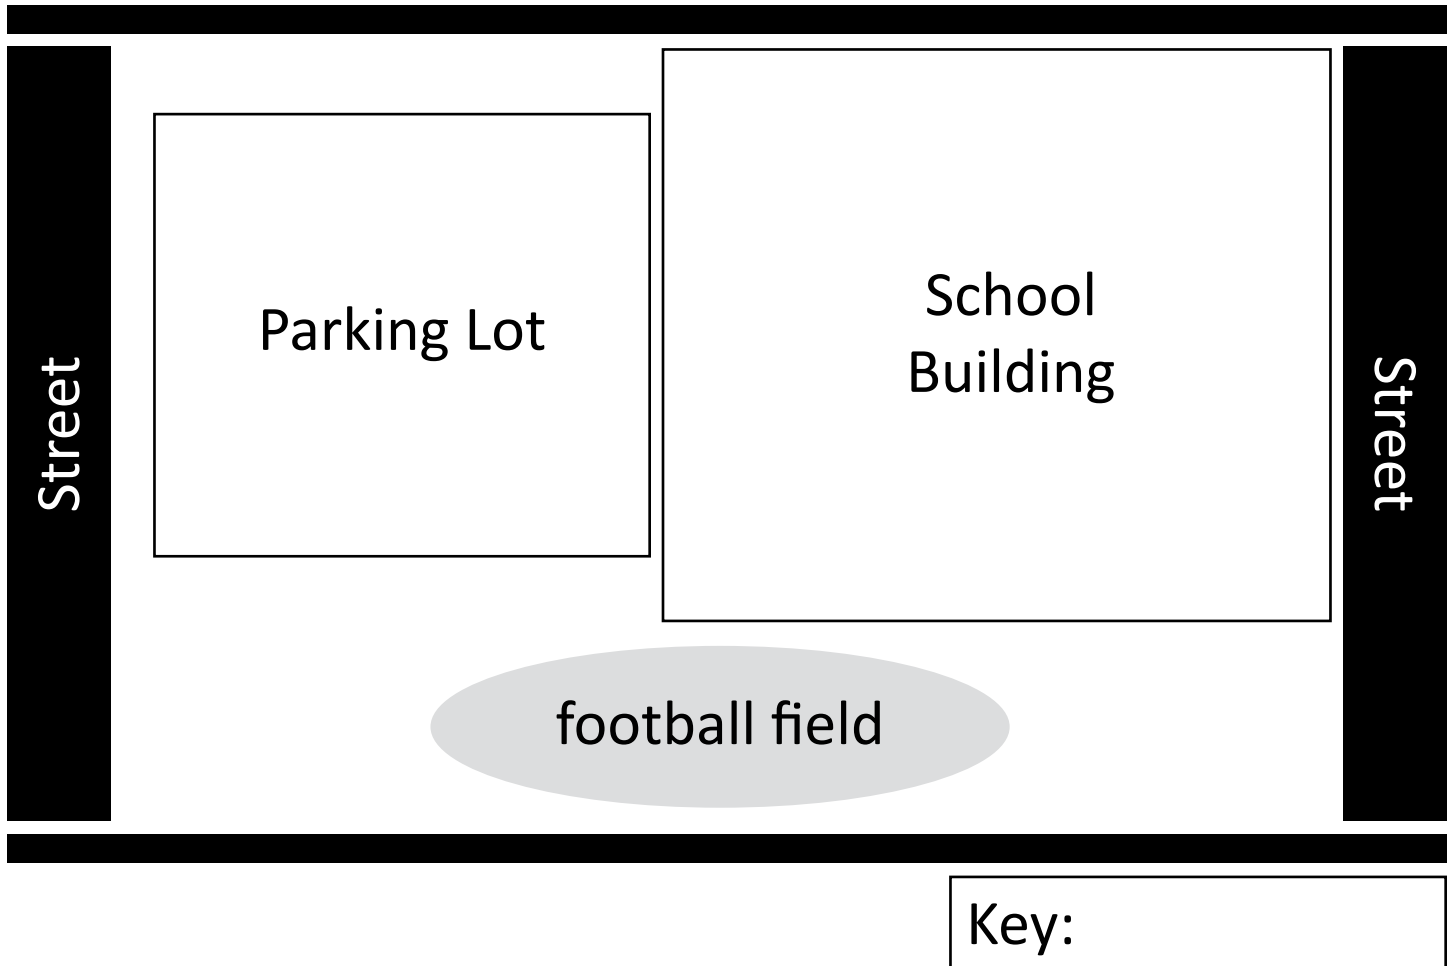 Parking Lot
School
Building
Street
Street
football field
Key: